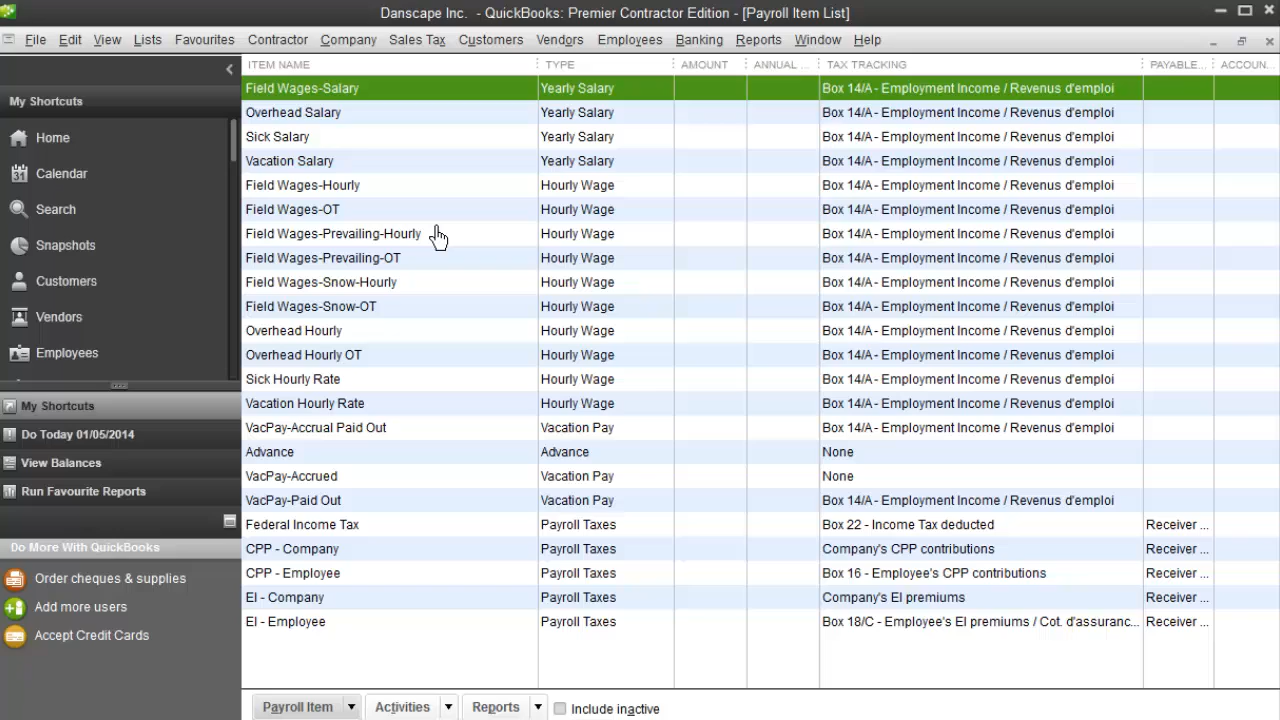 Danscape Inc. - QuickBooks: Premier Contractor Edition - [Payroll Item List]
File Edit View Lists Favourites Contractor Company Sales Tax Customers Vendors Employees Banking Reports Window Help
ITEM NAME TYPE AMOUNT ANNUAL ... TAX TRACKING PAYABLE... ACCOUN...
My Shortcuts
Home
Calendar
Search
Snapshots
Customers
Vendors
Employees
My Shortcuts
Do Today 01/05/2014
View Balances
Run Favourite Reports
Do More With QuickBooks
Order cheques & supplies
Add more users
Accept Credit Cards
Field Wages-Salary Yearly Salary Box 14/A - Employment Income / Revenus d'emploi
Overhead Salary Yearly Salary Box 14/A - Employment Income / Revenus d'emploi
Sick Salary Yearly Salary Box 14/A - Employment Income / Revenus d'emploi
Vacation Salary Yearly Salary Box 14/A - Employment Income / Revenus d'emploi
Field Wages-Hourly Hourly Wage Box 14/A - Employment Income / Revenus d'emploi
Field Wages-OT Hourly Wage Box 14/A - Employment Income / Revenus d'emploi
Field Wages-Prevailing-Hourly Hourly Wage Box 14/A - Employment Income / Revenus d'emploi
Field Wages-Prevailing-OT Hourly Wage Box 14/A - Employment Income / Revenus d'emploi
Field Wages-Snow-Hourly Hourly Wage Box 14/A - Employment Income / Revenus d'emploi
Field Wages-Snow-OT Hourly Wage Box 14/A - Employment Income / Revenus d'emploi
Overhead Hourly Hourly Wage Box 14/A - Employment Income / Revenus d'emploi
Overhead Hourly OT Hourly Wage Box 14/A - Employment Income / Revenus d'emploi
Sick Hourly Rate Hourly Wage Box 14/A - Employment Income / Revenus d'emploi
Vacation Hourly Rate Hourly Wage Box 14/A - Employment Income / Revenus d'emploi
VacPay-Accrual Paid Out Vacation Pay Box 14/A - Employment Income / Revenus d'emploi
Advance Advance None
VacPay-Accrued Vacation Pay None
VacPay-Paid Out Vacation Pay Box 14/A - Employment Income / Revenus d'emploi
Federal Income Tax Payroll Taxes Box 22 - Income Tax deducted Receiver ...
CPP - Company Payroll Taxes Company's CPP contributions Receiver ...
CPP - Employee Payroll Taxes Box 16 - Employee's CPP contributions Receiver ...
EI - Company Payroll Taxes Company's EI premiums Receiver ...
EI - Employee Payroll Taxes Box 18/C - Employee's EI premiums / Cot. d'assuranc... Receiver ...
Payroll Item Activities Reports Include inactive